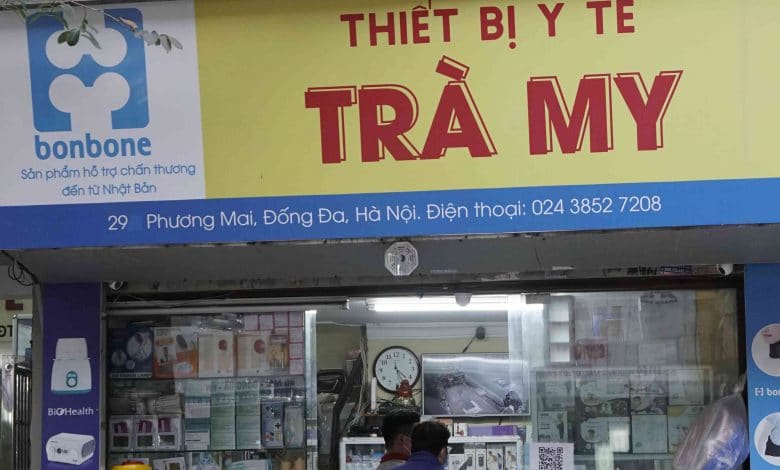 THIẾT BỊ Y TẾ
TRÀ MY
bonbone
Sản phẩm hỗ trợ chấn thương
đến từ Nhật Bản
29 Phương Mai, Đống Đa, Hà Nội. Điện thoại: 024 3852 7208
BIOHealth
bon